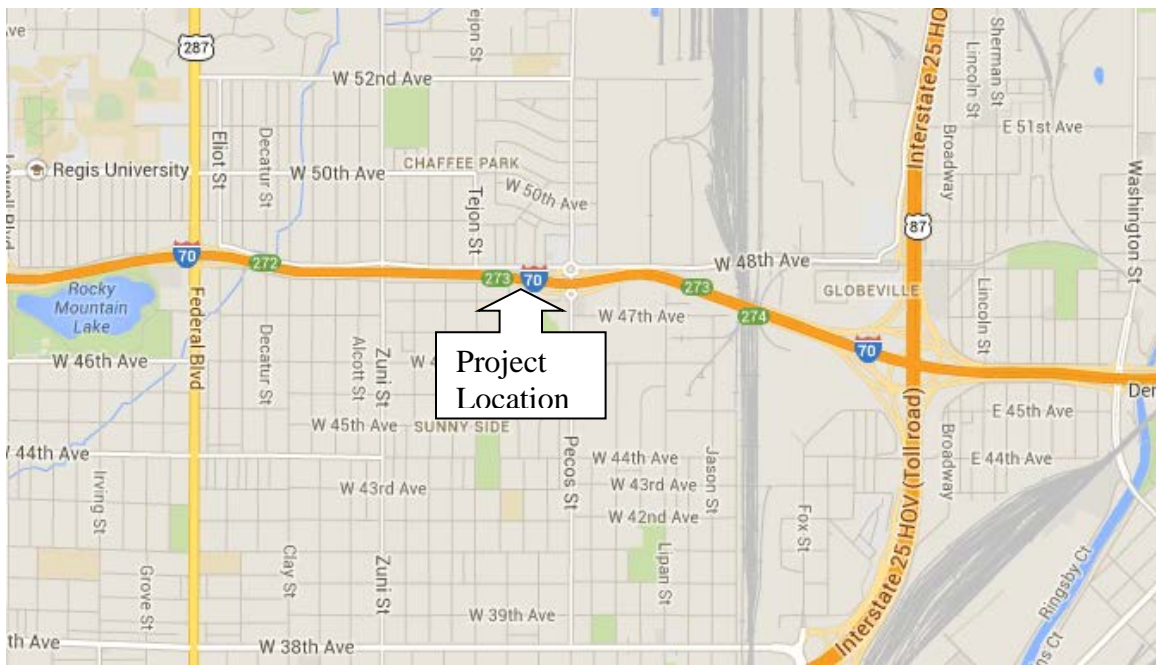 287
W 52nd Ave
Tejon St
Interstate 25 HO
Sherman St
Lincoln St
E 51st Ave
Eliot St
Decatur St
CHAFFEE PARK
Broadway
Regis University
W 50th Ave
W 50th Ave
Tejon St
Washington St
87
70
272
273
70
W 48th Ave
273
GLOBEVILLE
Lincoln St
Rocky
Mountain
Lake
Federal Blvd
W 47th Ave
274
70
W 46th Ave
Decatur St
Alcott St
Zuni St
Project
Location
Den
W 45th Ave
SUNNY SIDE
E 45th Ave
W 44th Ave
Pecos St
W 44th Ave
Jason St
Broadway
E 44th Ave
Irving St
W 43rd Ave
W 43rd Ave
W 42nd Ave
Interstate 25 HOV (Toll road)
Fox St
Clay St
Zuni St
Lipan St
Grove St
W 39th Ave
Ringsby Ct
W 38th Ave
th Ave